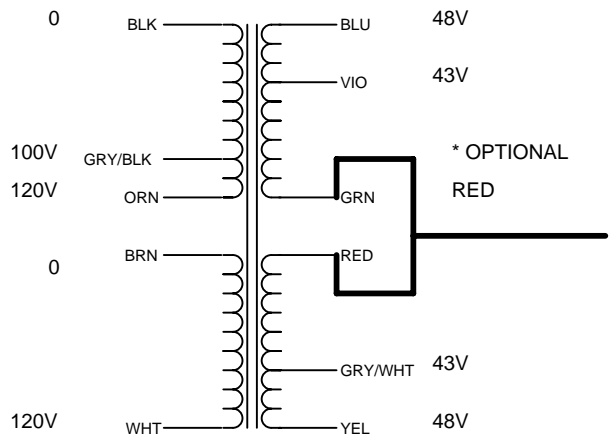 0 BLK BLU 48V
VIO 43V
100V GRY/BLK * OPTIONAL
120V ORN GRN RED
BRN RED
0
GRY/WHT 43V
120V WHT YEL 48V